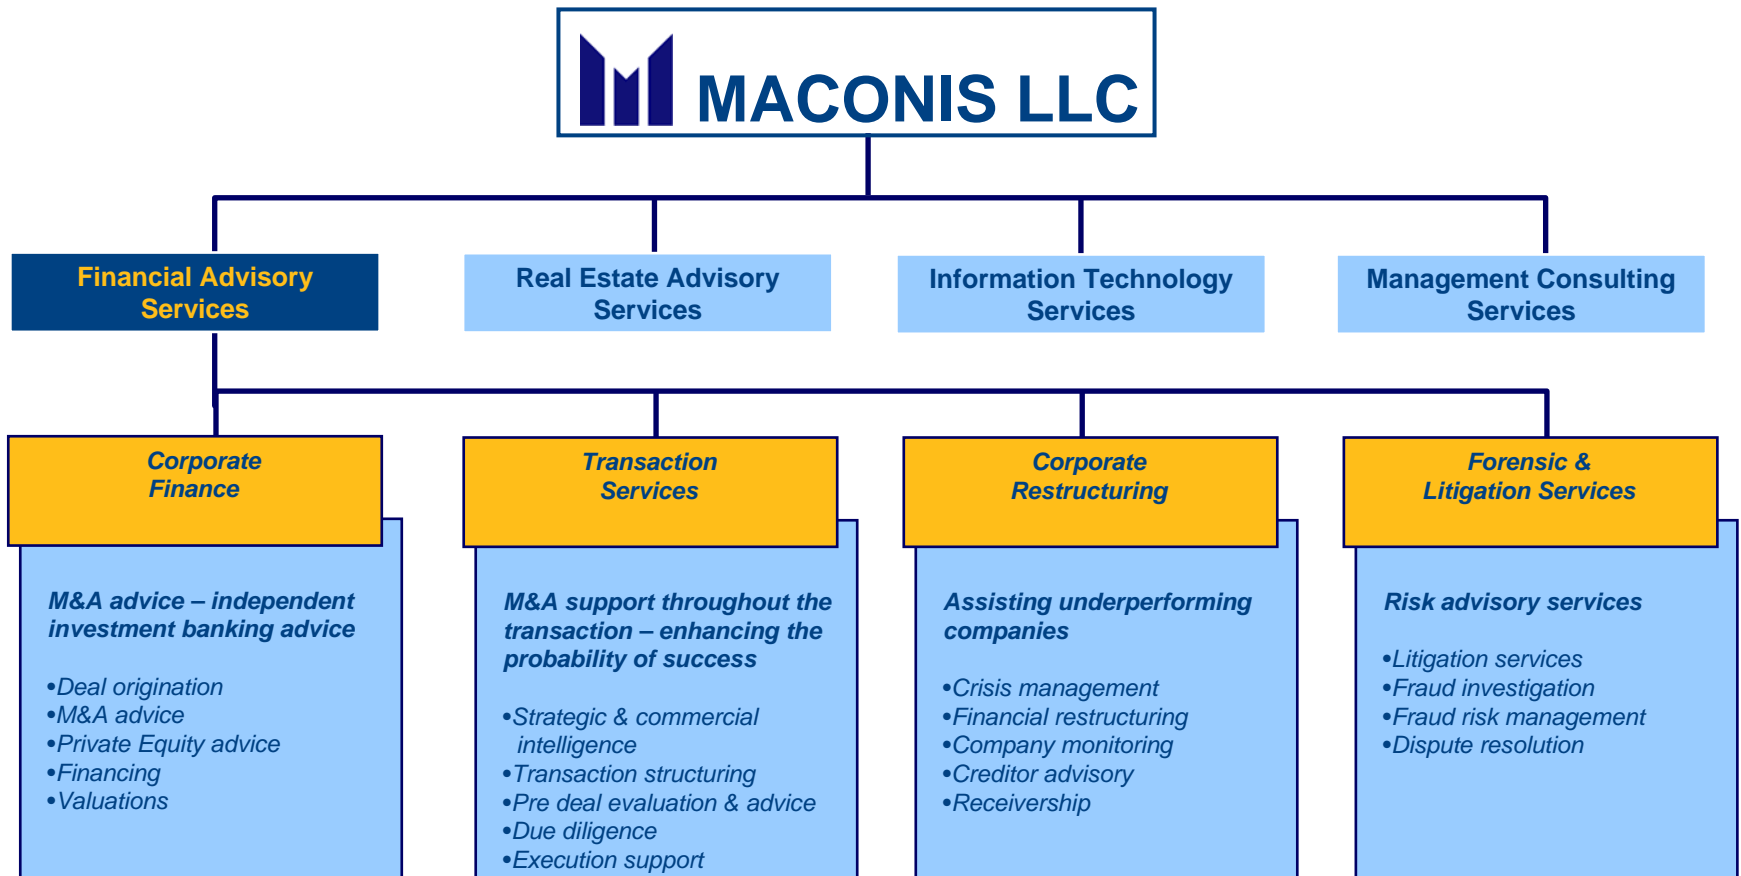 MACONIS LLC
Financial Advisory
Services
Real Estate Advisory
Services
Information Technology
Services
Management Consulting
Services
Corporate
Finance
M&A advice – independent
investment banking advice
•Deal origination
•M&A advice
•Private Equity advice
•Financing
•Valuations
Transaction
Services
M&A support throughout the
transaction – enhancing the
probability of success
•Strategic & commercial
intelligence
•Transaction structuring
•Pre deal evaluation & advice
•Due diligence
•Execution support
Corporate
Restructuring
Assisting underperforming
companies
•Crisis management
•Financial restructuring
•Company monitoring
•Creditor advisory
•Receivership
Forensic &
Litigation Services
Risk advisory services
•Litigation services
•Fraud investigation
•Fraud risk management
•Dispute resolution